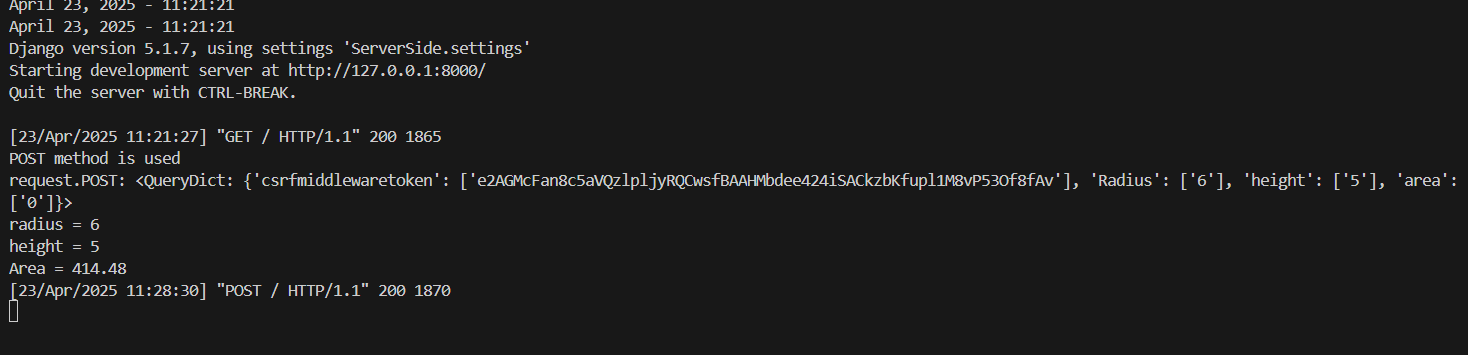 April 23, 2025 - 11:21:21
April 23, 2025 - 11:21:21
Django version 5.1.7, using settings 'ServerSide.settings'
Starting development server at http://127.0.0.1:8000/
Quit the server with CTRL-BREAK.
[23/Apr/2025 11:21:27] "GET / HTTP/1.1" 200 1865
POST method is used
request.POST: <QueryDict: {'csrfmiddlewaretoken': ['e2AGMcFan8c5aVQzlpljyRQCwsfBAAHMbdee424iSACkzbKfupl1M8vP53Of8fAv'], 'Radius': ['6'], 'height': ['5'], 'area':
['0']}>
radius = 6
height = 5
Area = 414.48
[23/Apr/2025 11:28:30] "POST / HTTP/1.1" 200 1870